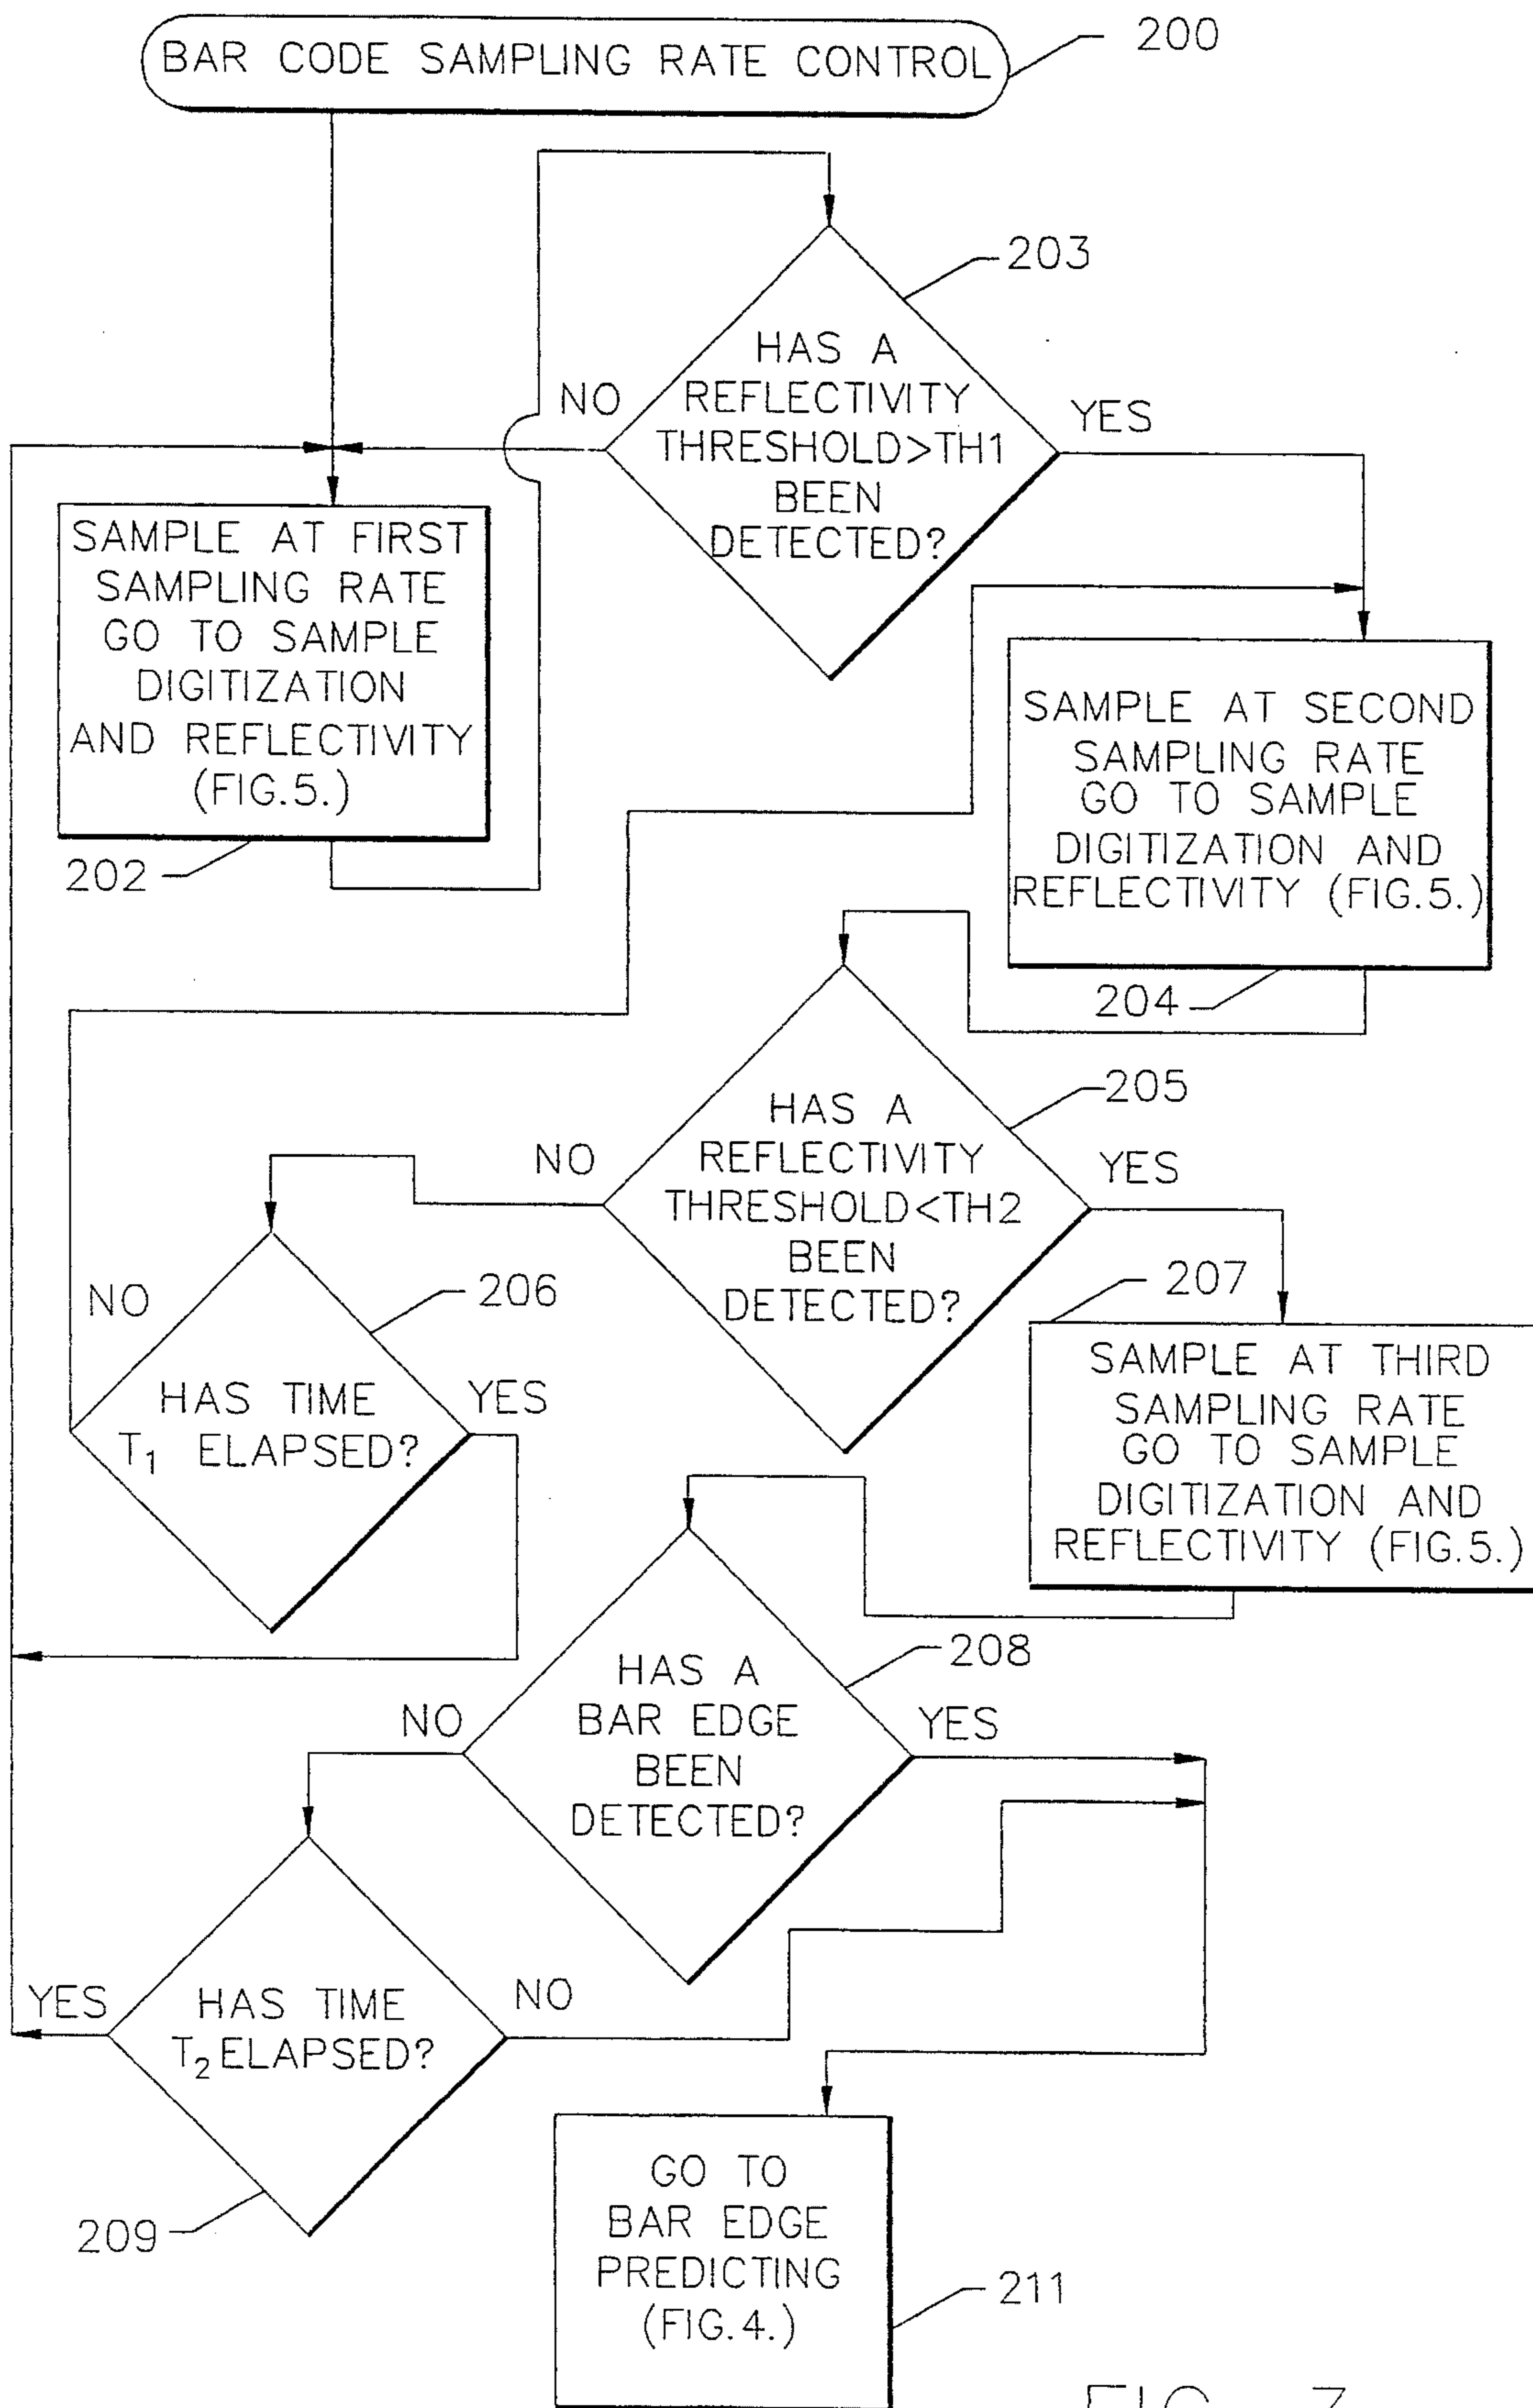 BAR CODE SAMPLING RATE CONTROL
200
203
HAS A
REFLECTIVITY
THRESHOLD>TH1
BEEN
DETECTED?
NO
YES
SAMPLE AT FIRST
SAMPLING RATE
GO TO SAMPLE
DIGITIZATION
AND REFLECTIVITY
(FIG.5.)
202
SAMPLE AT SECOND
SAMPLING RATE
GO TO SAMPLE
DIGITIZATION AND
REFLECTIVITY (FIG.5.)
204
205
HAS A
REFLECTIVITY
THRESHOLD<TH2
BEEN
DETECTED?
NO
YES
206
NO
HAS TIME
T₁ ELAPSED?
YES
207
SAMPLE AT THIRD
SAMPLING RATE
GO TO SAMPLE
DIGITIZATION AND
REFLECTIVITY (FIG.5.)
208
HAS A
BAR EDGE
BEEN
DETECTED?
NO
YES
YES
HAS TIME
T₂ ELAPSED?
NO
209
GO TO
BAR EDGE
PREDICTING
(FIG.4.)
211